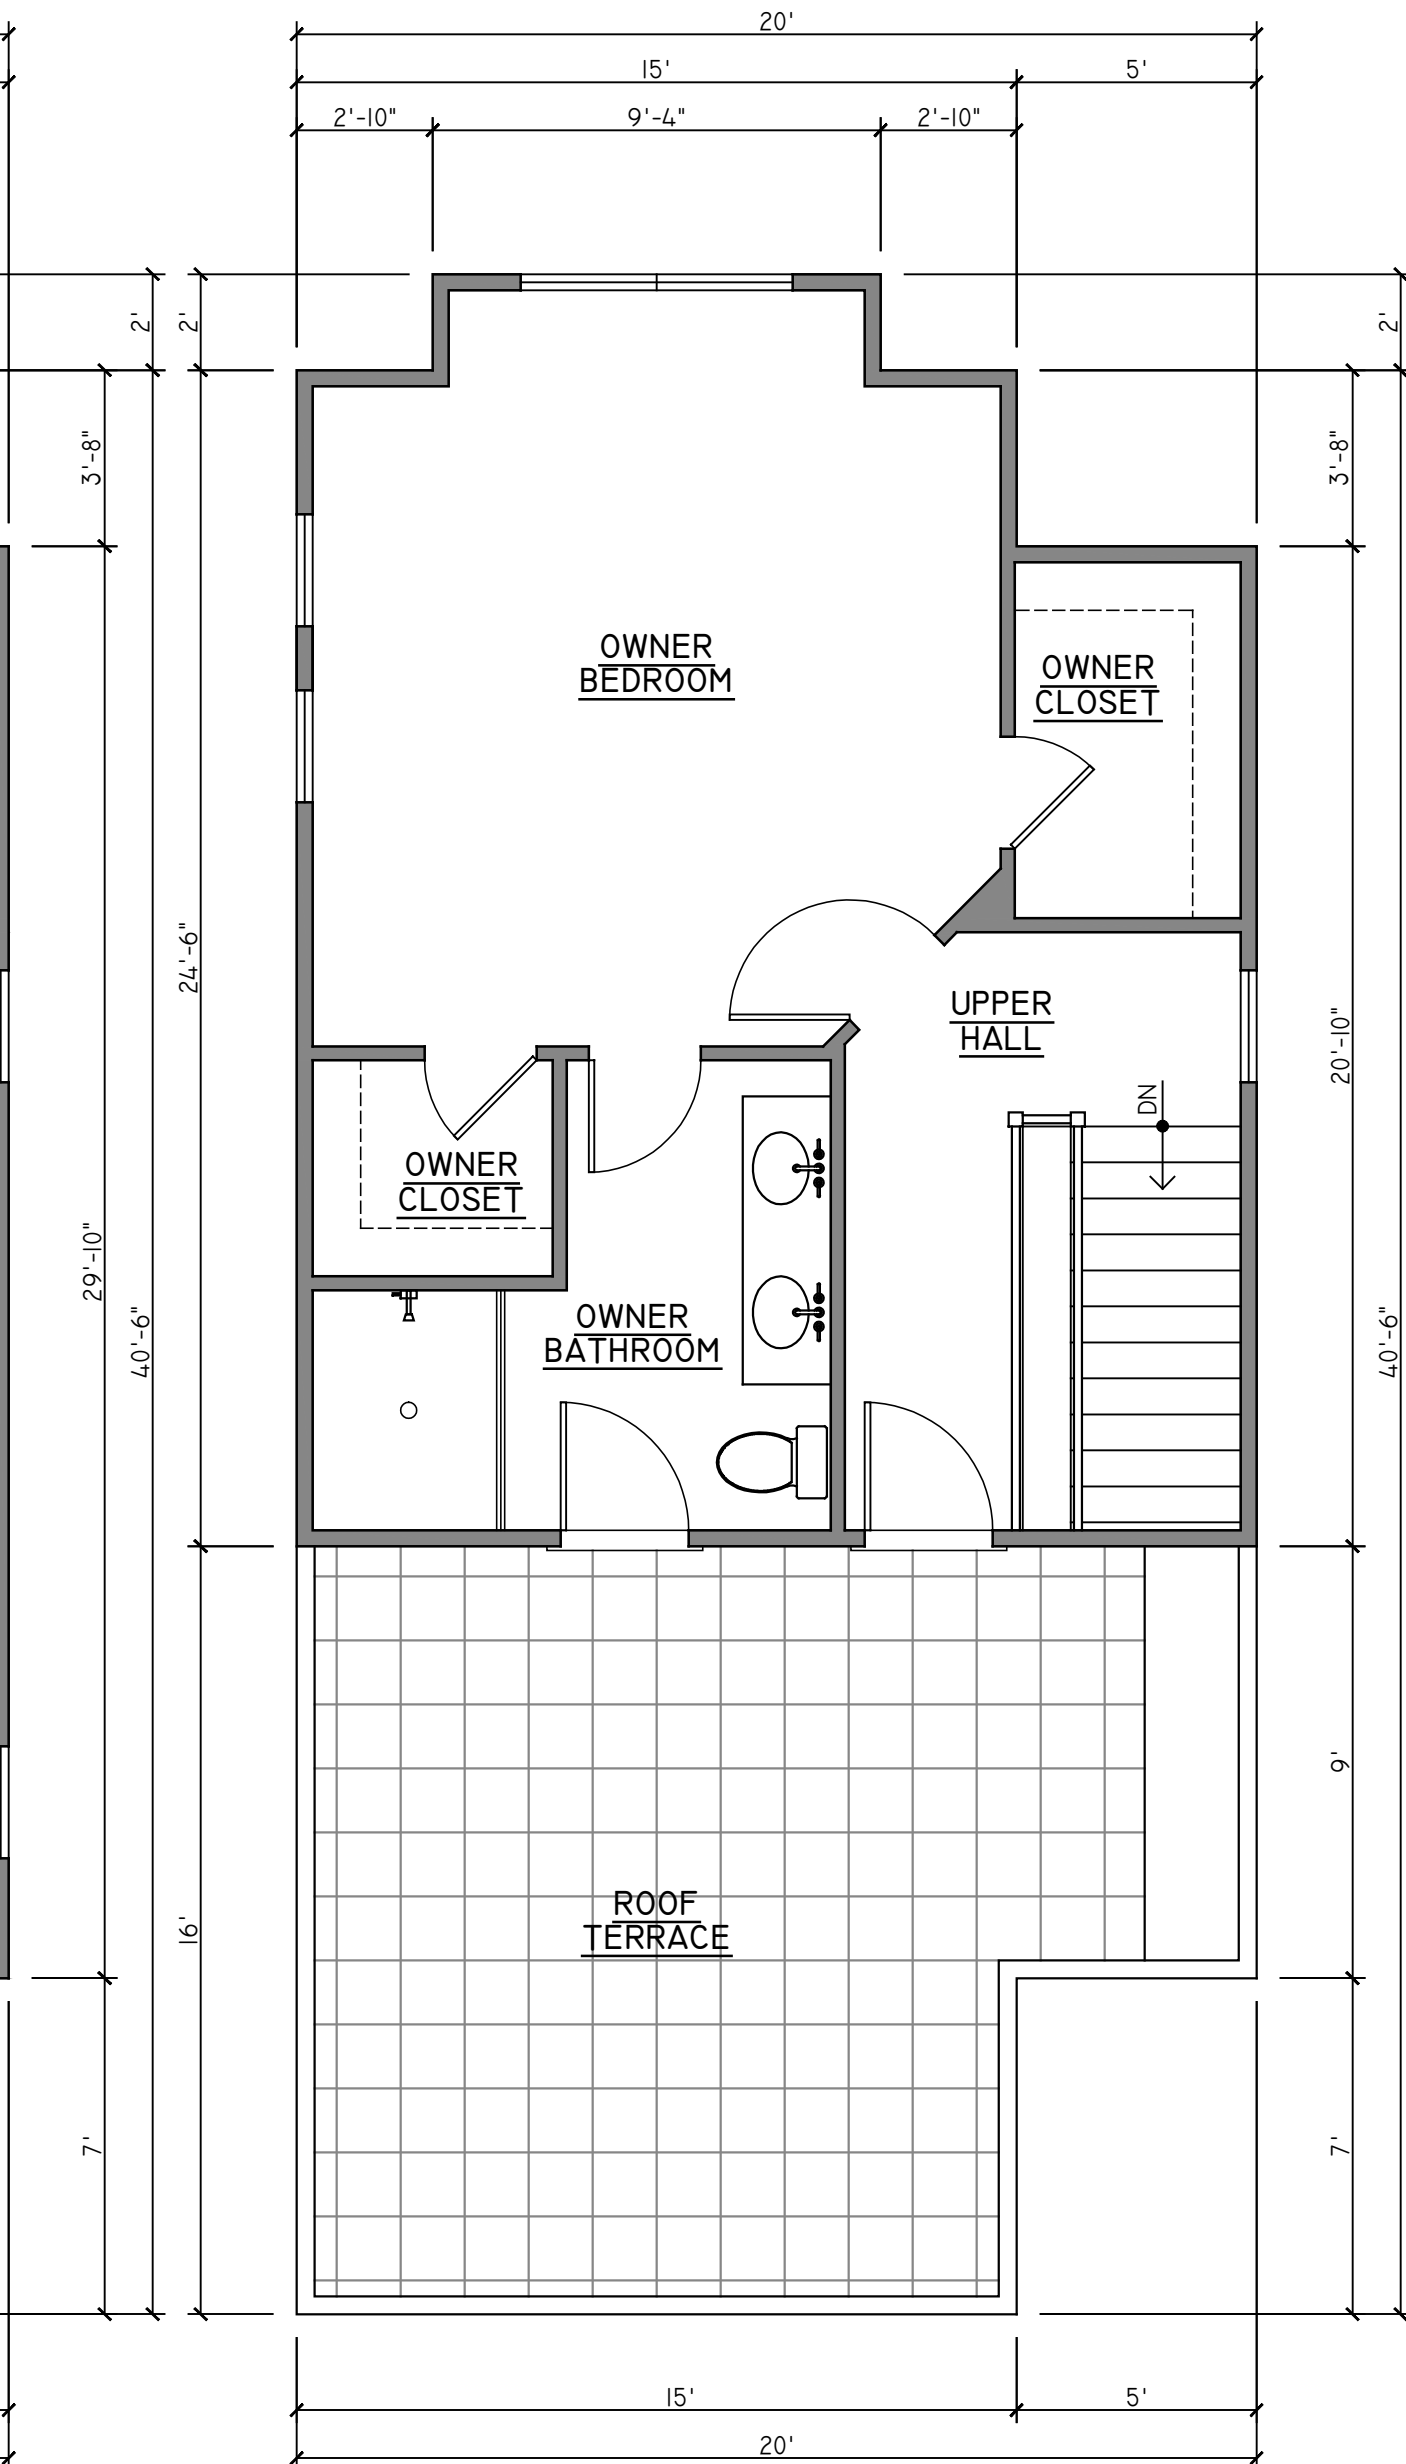 20'
15'
5'
2'-10"
9'-4"
2'-10"
2'
2'
2'
3'-8"
3'-8"
OWNER
BEDROOM
OWNER
CLOSET
24'-6"
UPPER
HALL
20'-10"
DN
OWNER
CLOSET
29'-10"
40'-6"
OWNER
BATHROOM
40'-6"
9'
ROOF
TERRACE
16'
7'
7'
15'
5'
20'